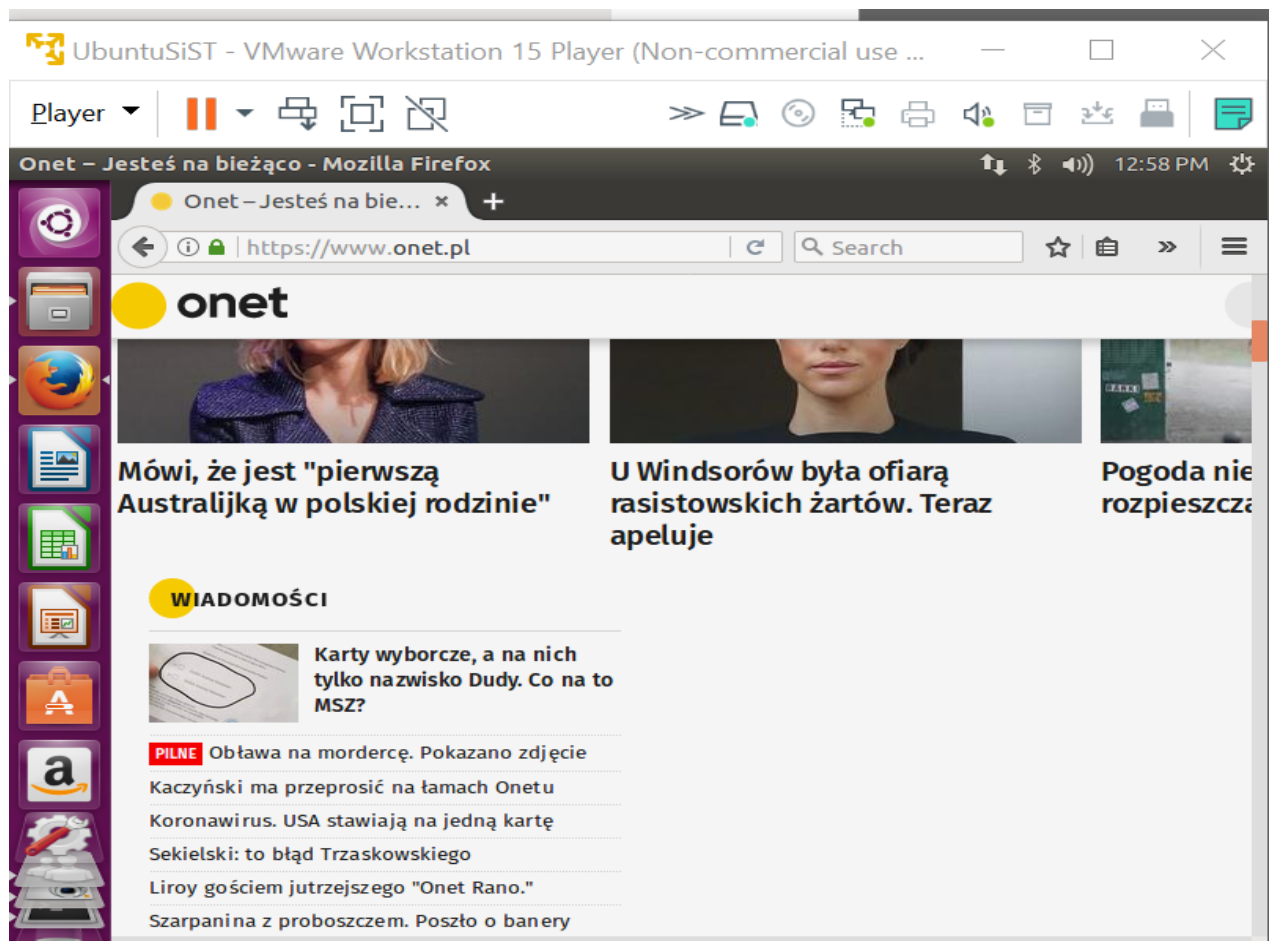 UbuntuSiST - VMware Workstation 15 Player (Non-commercial use ...
Player
Onet – Jesteś na bieżąco - Mozilla Firefox
12:58 PM
Onet – Jesteś na bie...
https://www.onet.pl
Search
onet
Mówi, że jest "pierwszą
Australijką w polskiej rodzinie"
U Windsorów była ofiarą
rasistowskich żartów. Teraz
apeluje
Pogoda nie
rozpieszcza
WIADOMOŚCI
Karty wyborcze, a na nich
tylko nazwisko Dudy. Co na to
MSZ?
PILNE Obława na mordercę. Pokazano zdjęcie
Kaczyński ma przeprosić na łamach Onetu
Koronawirus. USA stawiają na jedną kartę
Sekielski: to błąd Trzaskowskiego
Liroy gościem jutrzejszego "Onet Rano."
Szarpanina z proboszczem. Poszło o banery